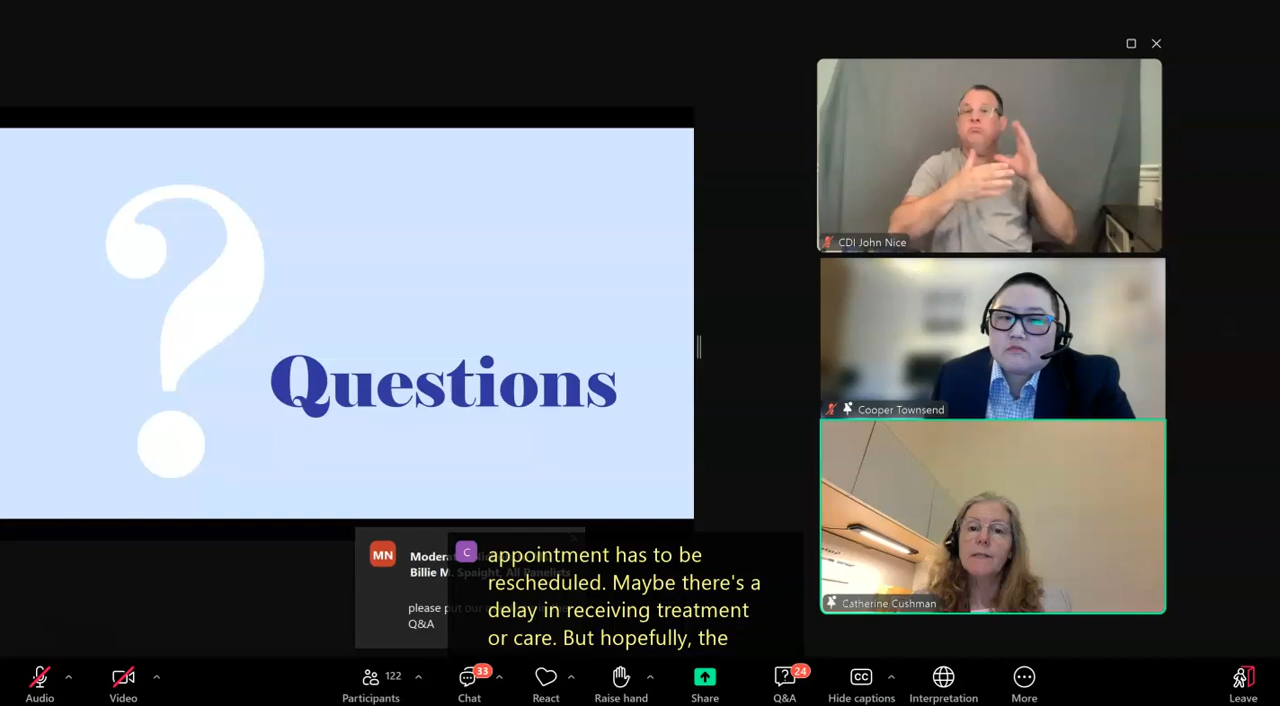 CDI John Nice
Questions
Cooper Townsend
MN
Billie M. Spaight, All Panelists
please put our
Q&A
C
appointment has to be
rescheduled. Maybe there's a
delay in receiving treatment
or care. But hopefully, the
Catherine Cushman
Audio
Video
122
Participants
33
Chat
React
Raise hand
Share
24
Q&A
CC
Hide captions
Interpretation
More
Leave